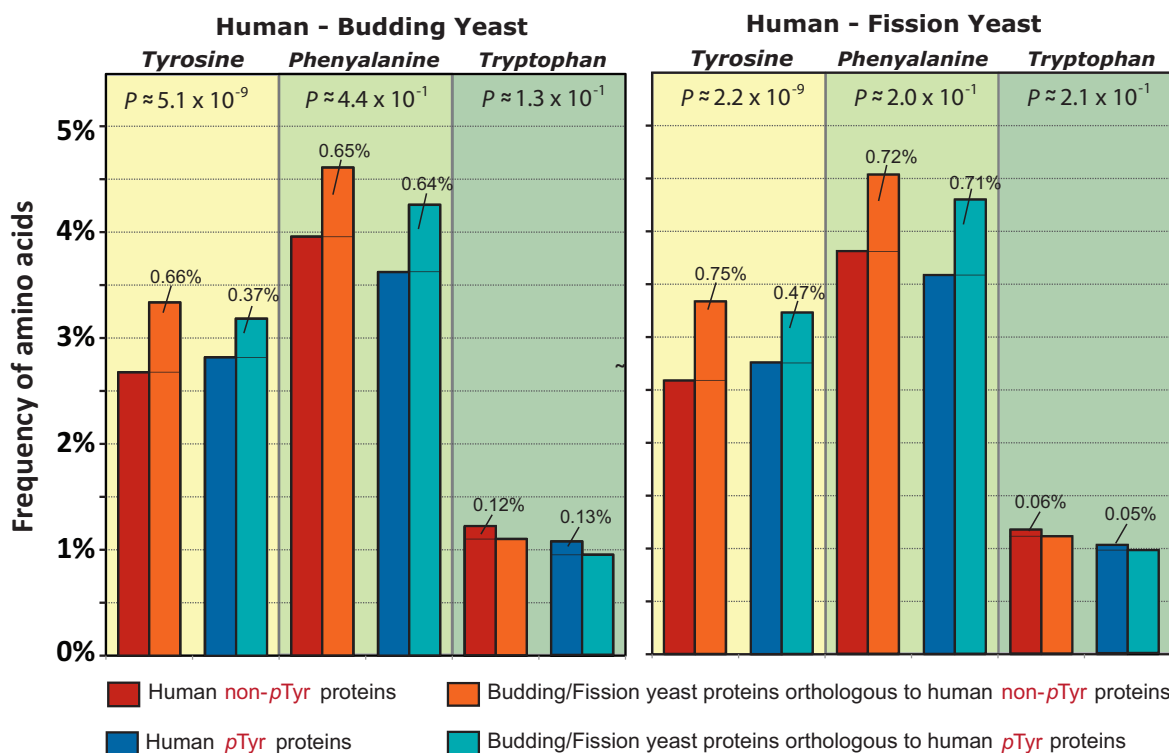 Human - Budding Yeast
Human - Fission Yeast
Tyrosine
Phenyalanine
Tryptophan
Tyrosine
Phenyalanine
Tryptophan
P ≈ 5.1 x 10⁻⁹
P ≈ 4.4 x 10⁻¹
P ≈ 1.3 x 10⁻¹
P ≈ 2.2 x 10⁻⁹
P ≈ 2.0 x 10⁻¹
P ≈ 2.1 x 10⁻¹
Frequency of amino acids
5%
4%
3%
2%
1%
0%
0.66%
0.37%
0.65%
0.64%
0.12%
0.13%
~
0.75%
0.47%
0.72%
0.71%
0.06%
0.05%
Human non-pTyr proteins
Budding/Fission yeast proteins orthologous to human non-pTyr proteins
Human pTyr proteins
Budding/Fission yeast proteins orthologous to human pTyr proteins